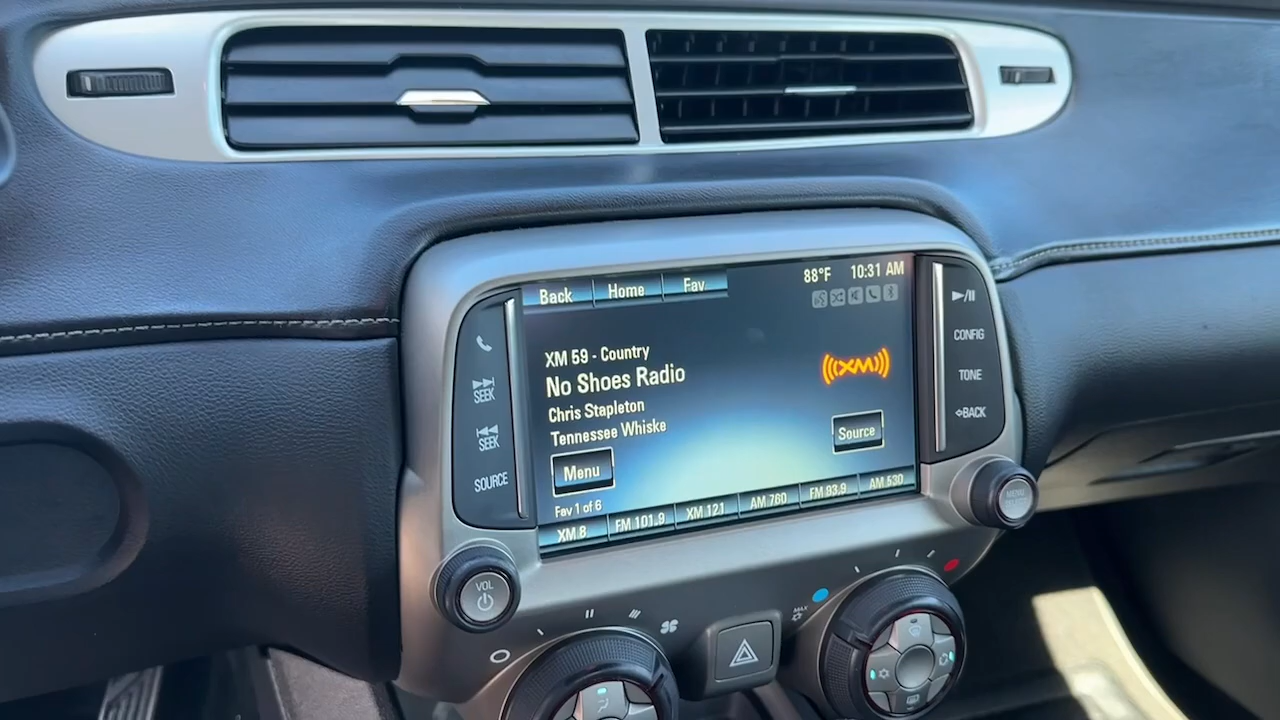 Back Home Fav 88°F 10:31 AM
XM 59 - Country
No Shoes Radio
Chris Stapleton
Tennessee Whiske
((XM))
Menu
Source
Fav 1 of 6
XM 8 FM 101.9 XM 121 AM 760 FM 93.9 AM 530
SEEK
SEEK
SOURCE
CONFIG
TONE
BACK
VOL
MENU
MAX